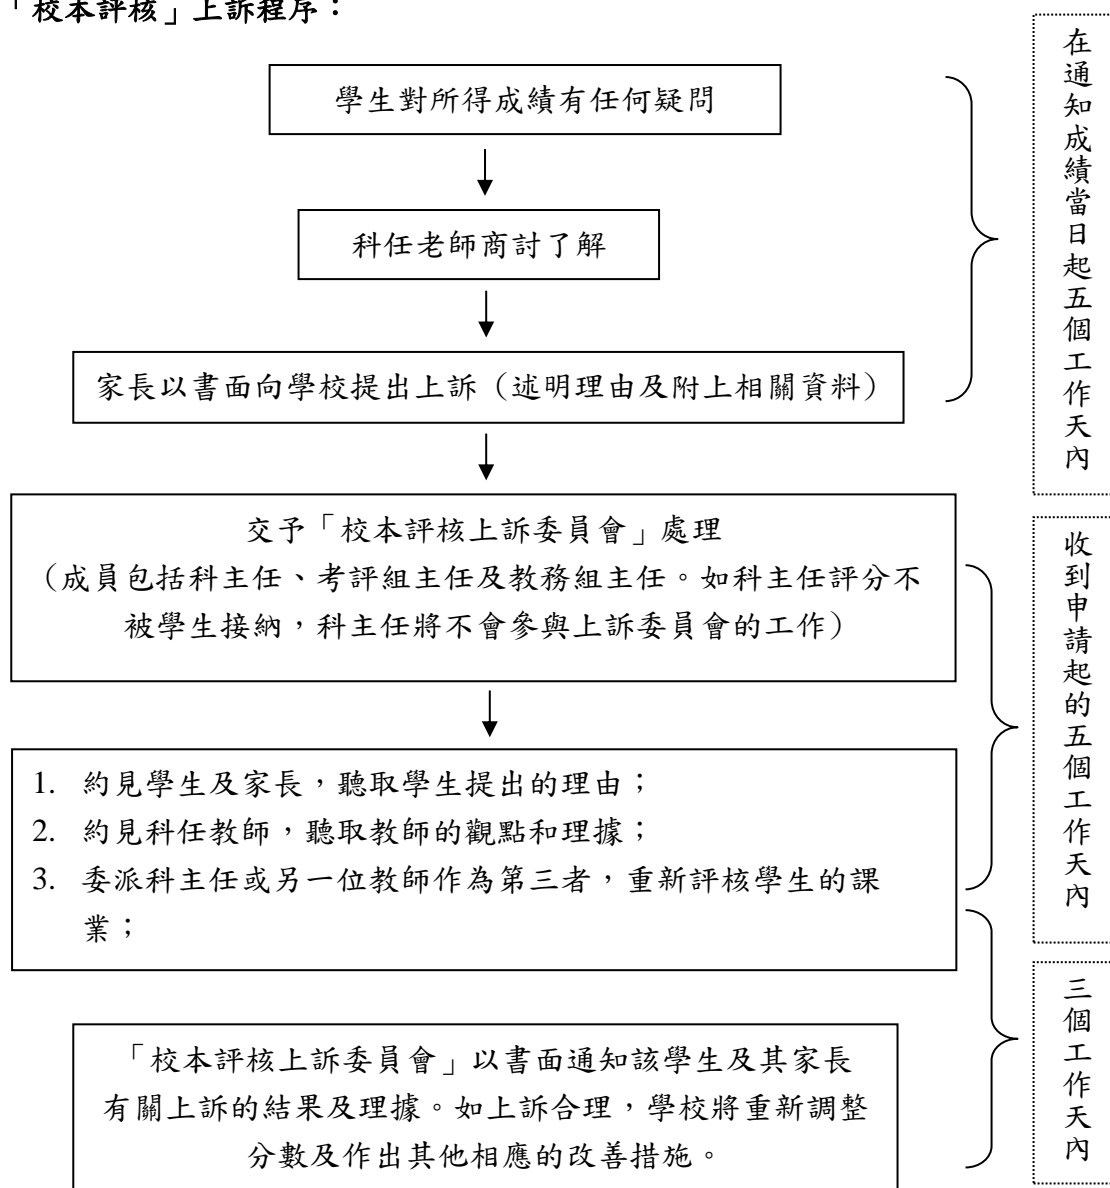 「校本評核」上訴程序：
學生對所得成績有任何疑問
科任老師商討了解
家長以書面向學校提出上訴（述明理由及附上相關資料）
在通知成績當日起五個工作天內
交予「校本評核上訴委員會」處理
（成員包括科主任、考評組主任及教務組主任。如科主任評分不
被學生接納，科主任將不會參與上訴委員會的工作）
1. 約見學生及家長，聽取學生提出的理由；
2. 約見科任教師，聽取教師的觀點和理據；
3. 委派科主任或另一位教師作為第三者，重新評核學生的課
業；
收到申請起的五個工作天內
「校本評核上訴委員會」以書面通知該學生及其家長
有關上訴的結果及理據。如上訴合理，學校將重新調整
分數及作出其他相應的改善措施。
三個工作天內